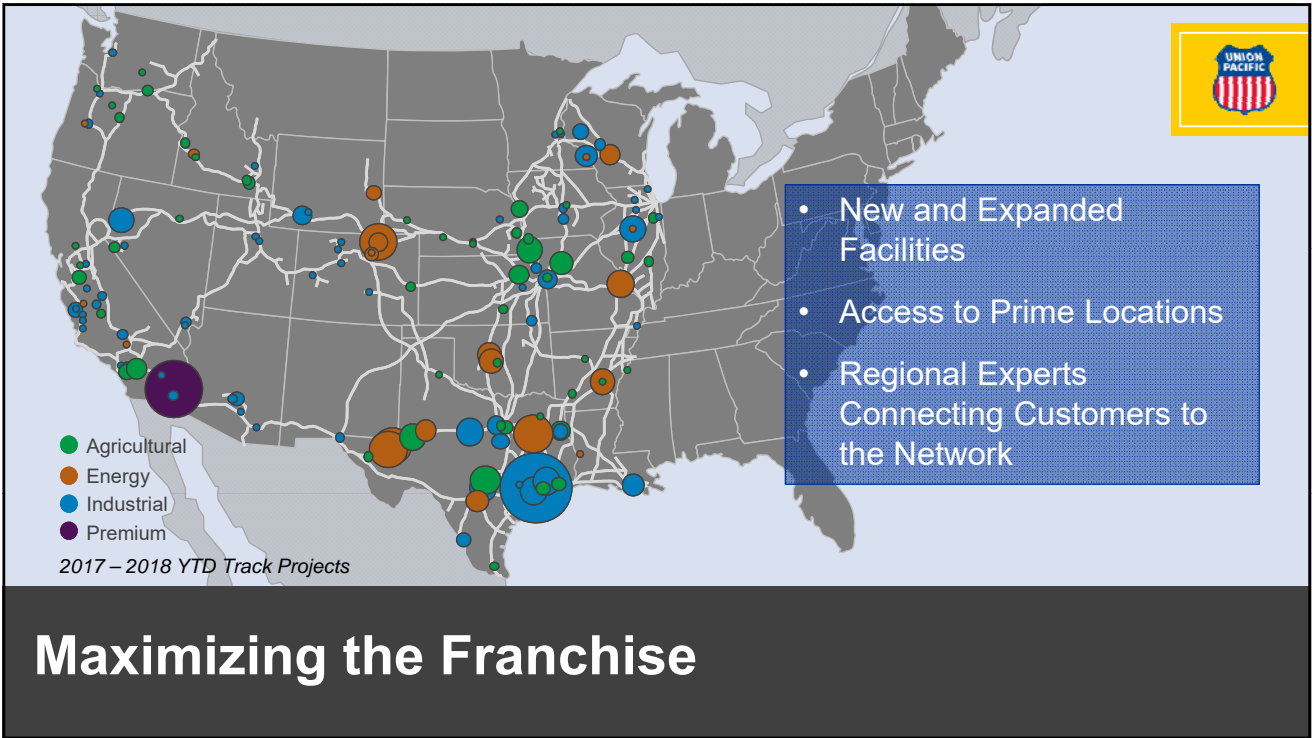 UNION
PACIFIC
• New and Expanded
Facilities
• Access to Prime Locations
• Regional Experts
Connecting Customers to
the Network
Agricultural
Energy
Industrial
Premium
2017 – 2018 YTD Track Projects
Maximizing the Franchise